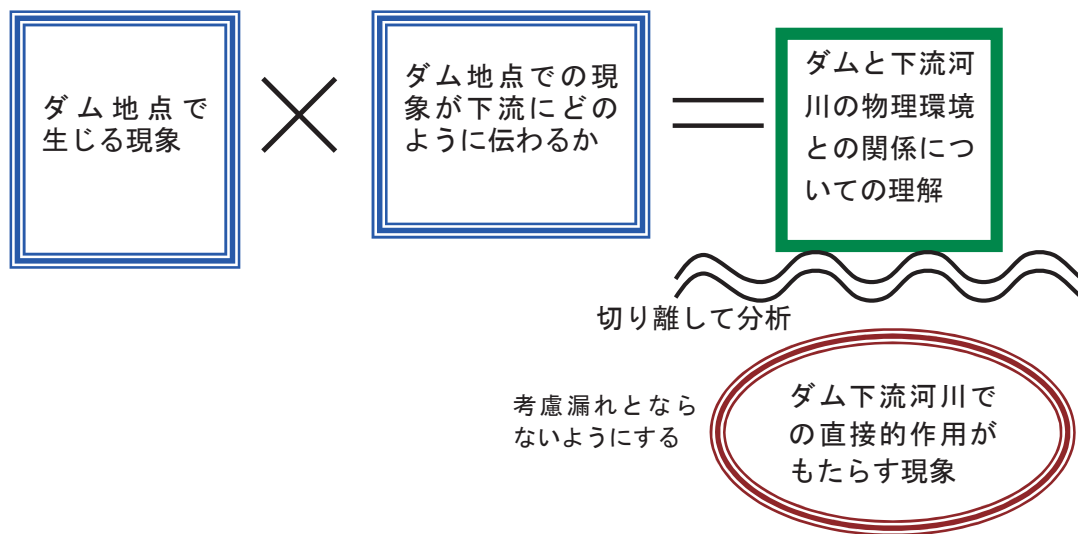 ダム地点で
生じる現象
ダム地点での現
象が下流にどの
ように伝わるか
ダムと下流河
川の物理環境
との関係につ
いての理解
切り離して分析
考慮漏れとなら
ないようにする
ダム下流河川で
の直接的作用が
もたらす現象